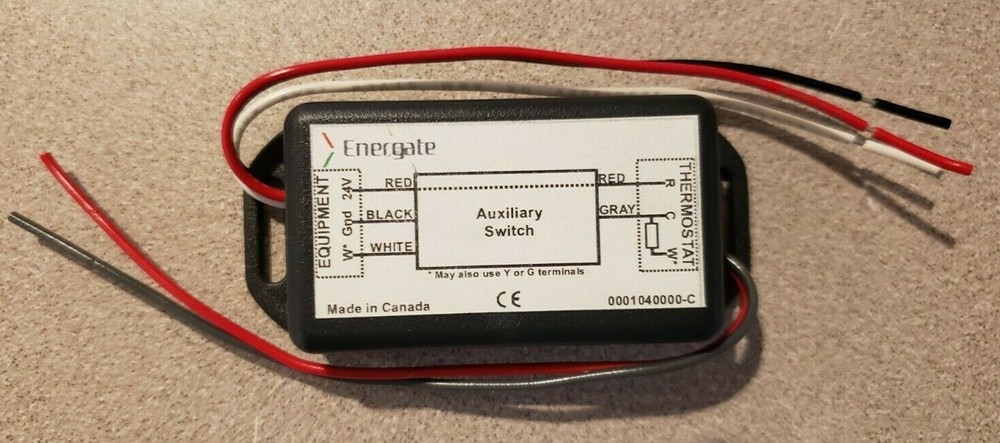 Energate
EQUIPMENT
24V
Gnd
W*
RED
BLACK
WHITE
Auxiliary
Switch
RED
GRAY
R
C
W*
THERMOSTAT
* May also use Y or G terminals
Made in Canada
CE
0001040000-C